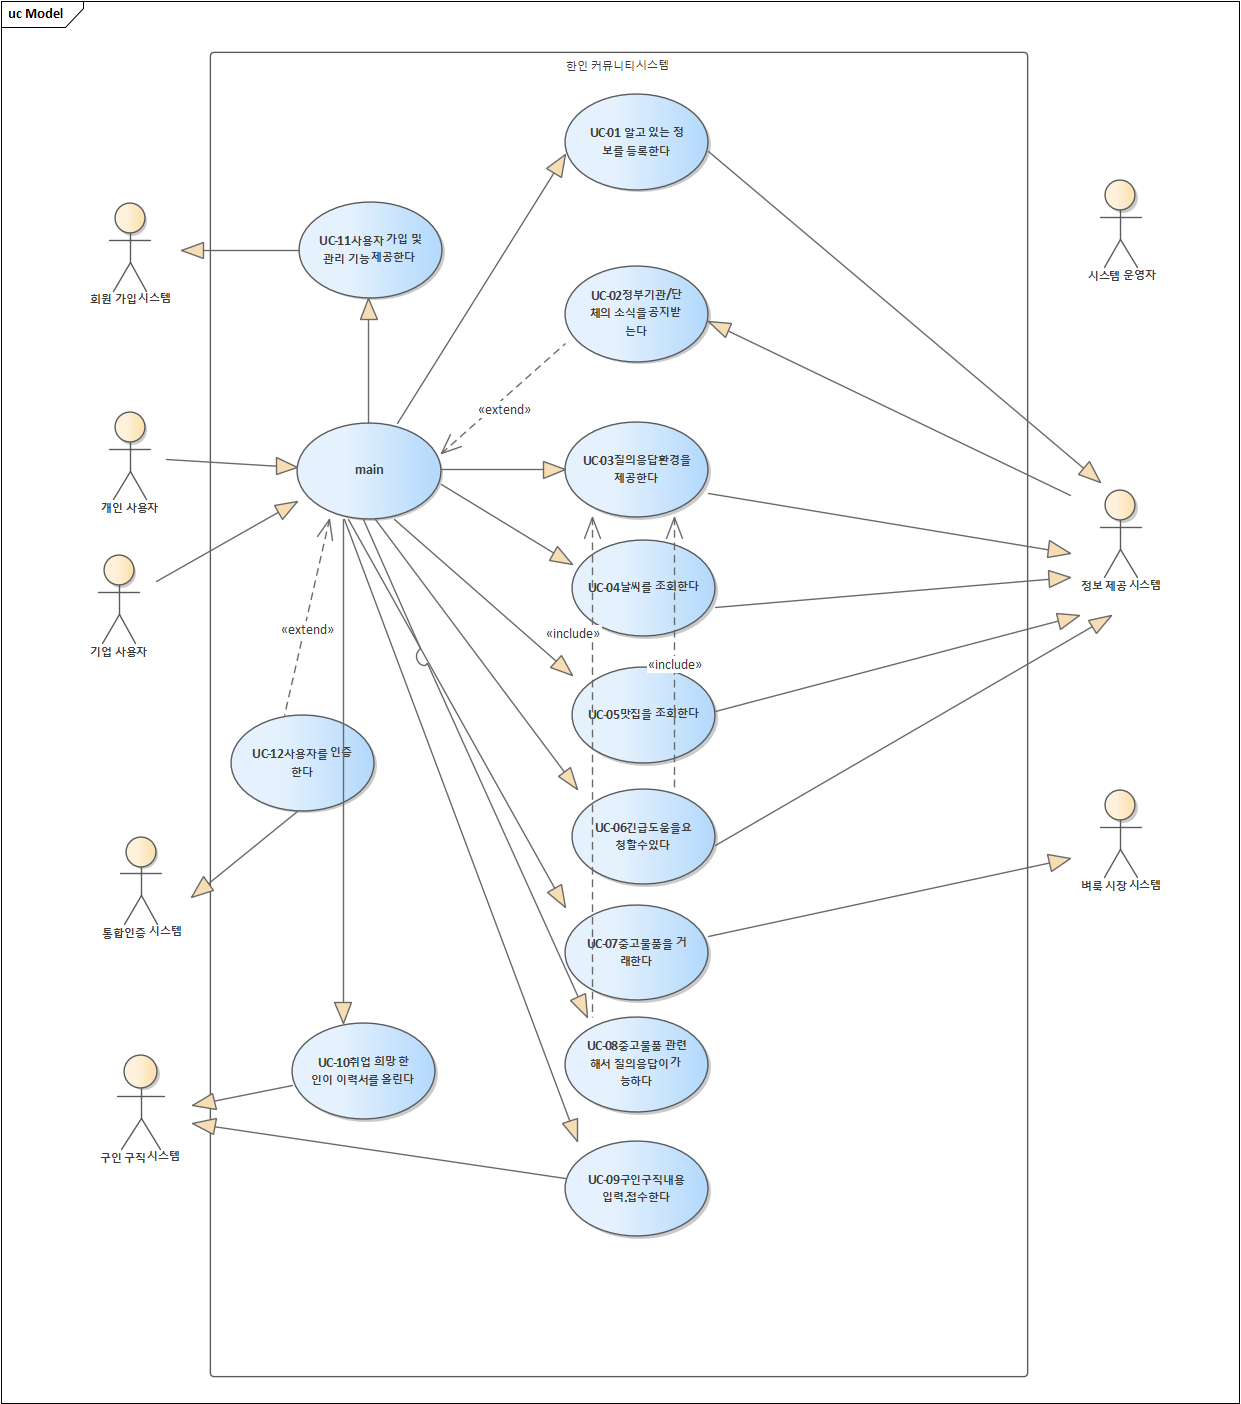 uc Model
한인 커뮤니티시스템
UC-01 알고 있는 정
보를 등록한다
시스템 운영자
회원 가입시스템
UC-11사용자 가입 및
관리 기능제공한다
UC-02정부기관/단
체의 소식을공지받
는다
«extend»
개인 사용자
main
UC-03질의응답환경을
제공한다
정보 제공 시스템
기업 사용자
«extend»
UC-04날씨를 조회한다
«include»
«include»
UC-05맛집을 조회한다
UC-12사용자를 인증
한다
UC-06긴급도움을요
청할수있다
벼룩 시장 시스템
통합인증 시스템
UC-07중고물품을 거
래한다
UC-08중고물품 관련
해서 질의응답이가
능하다
UC-10취업 희망 한
인이 이력서를 올린다
구인 구직시스템
UC-09구인구직내용
입력.접수한다